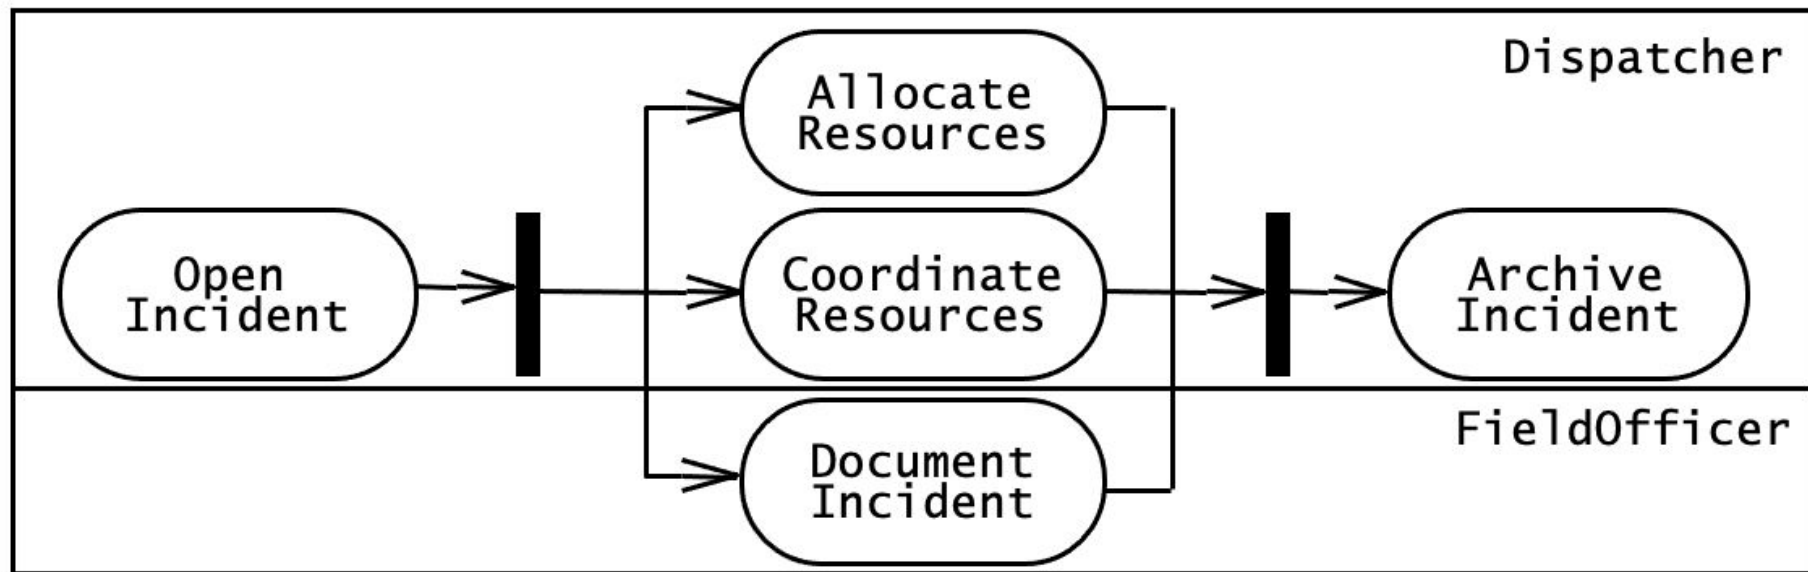 Dispatcher
Allocate
Resources
Open
Incident
Coordinate
Resources
Archive
Incident
FieldOfficer
Document
Incident